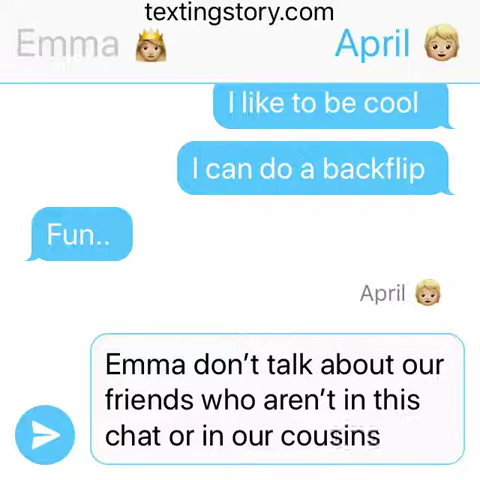 textingstory.com
Emma 👸🏼 April 👱🏼
I like to be cool
I can do a backflip
Fun..
April 👱🏼
Emma don't talk about our
friends who aren't in this
chat or in our cousins